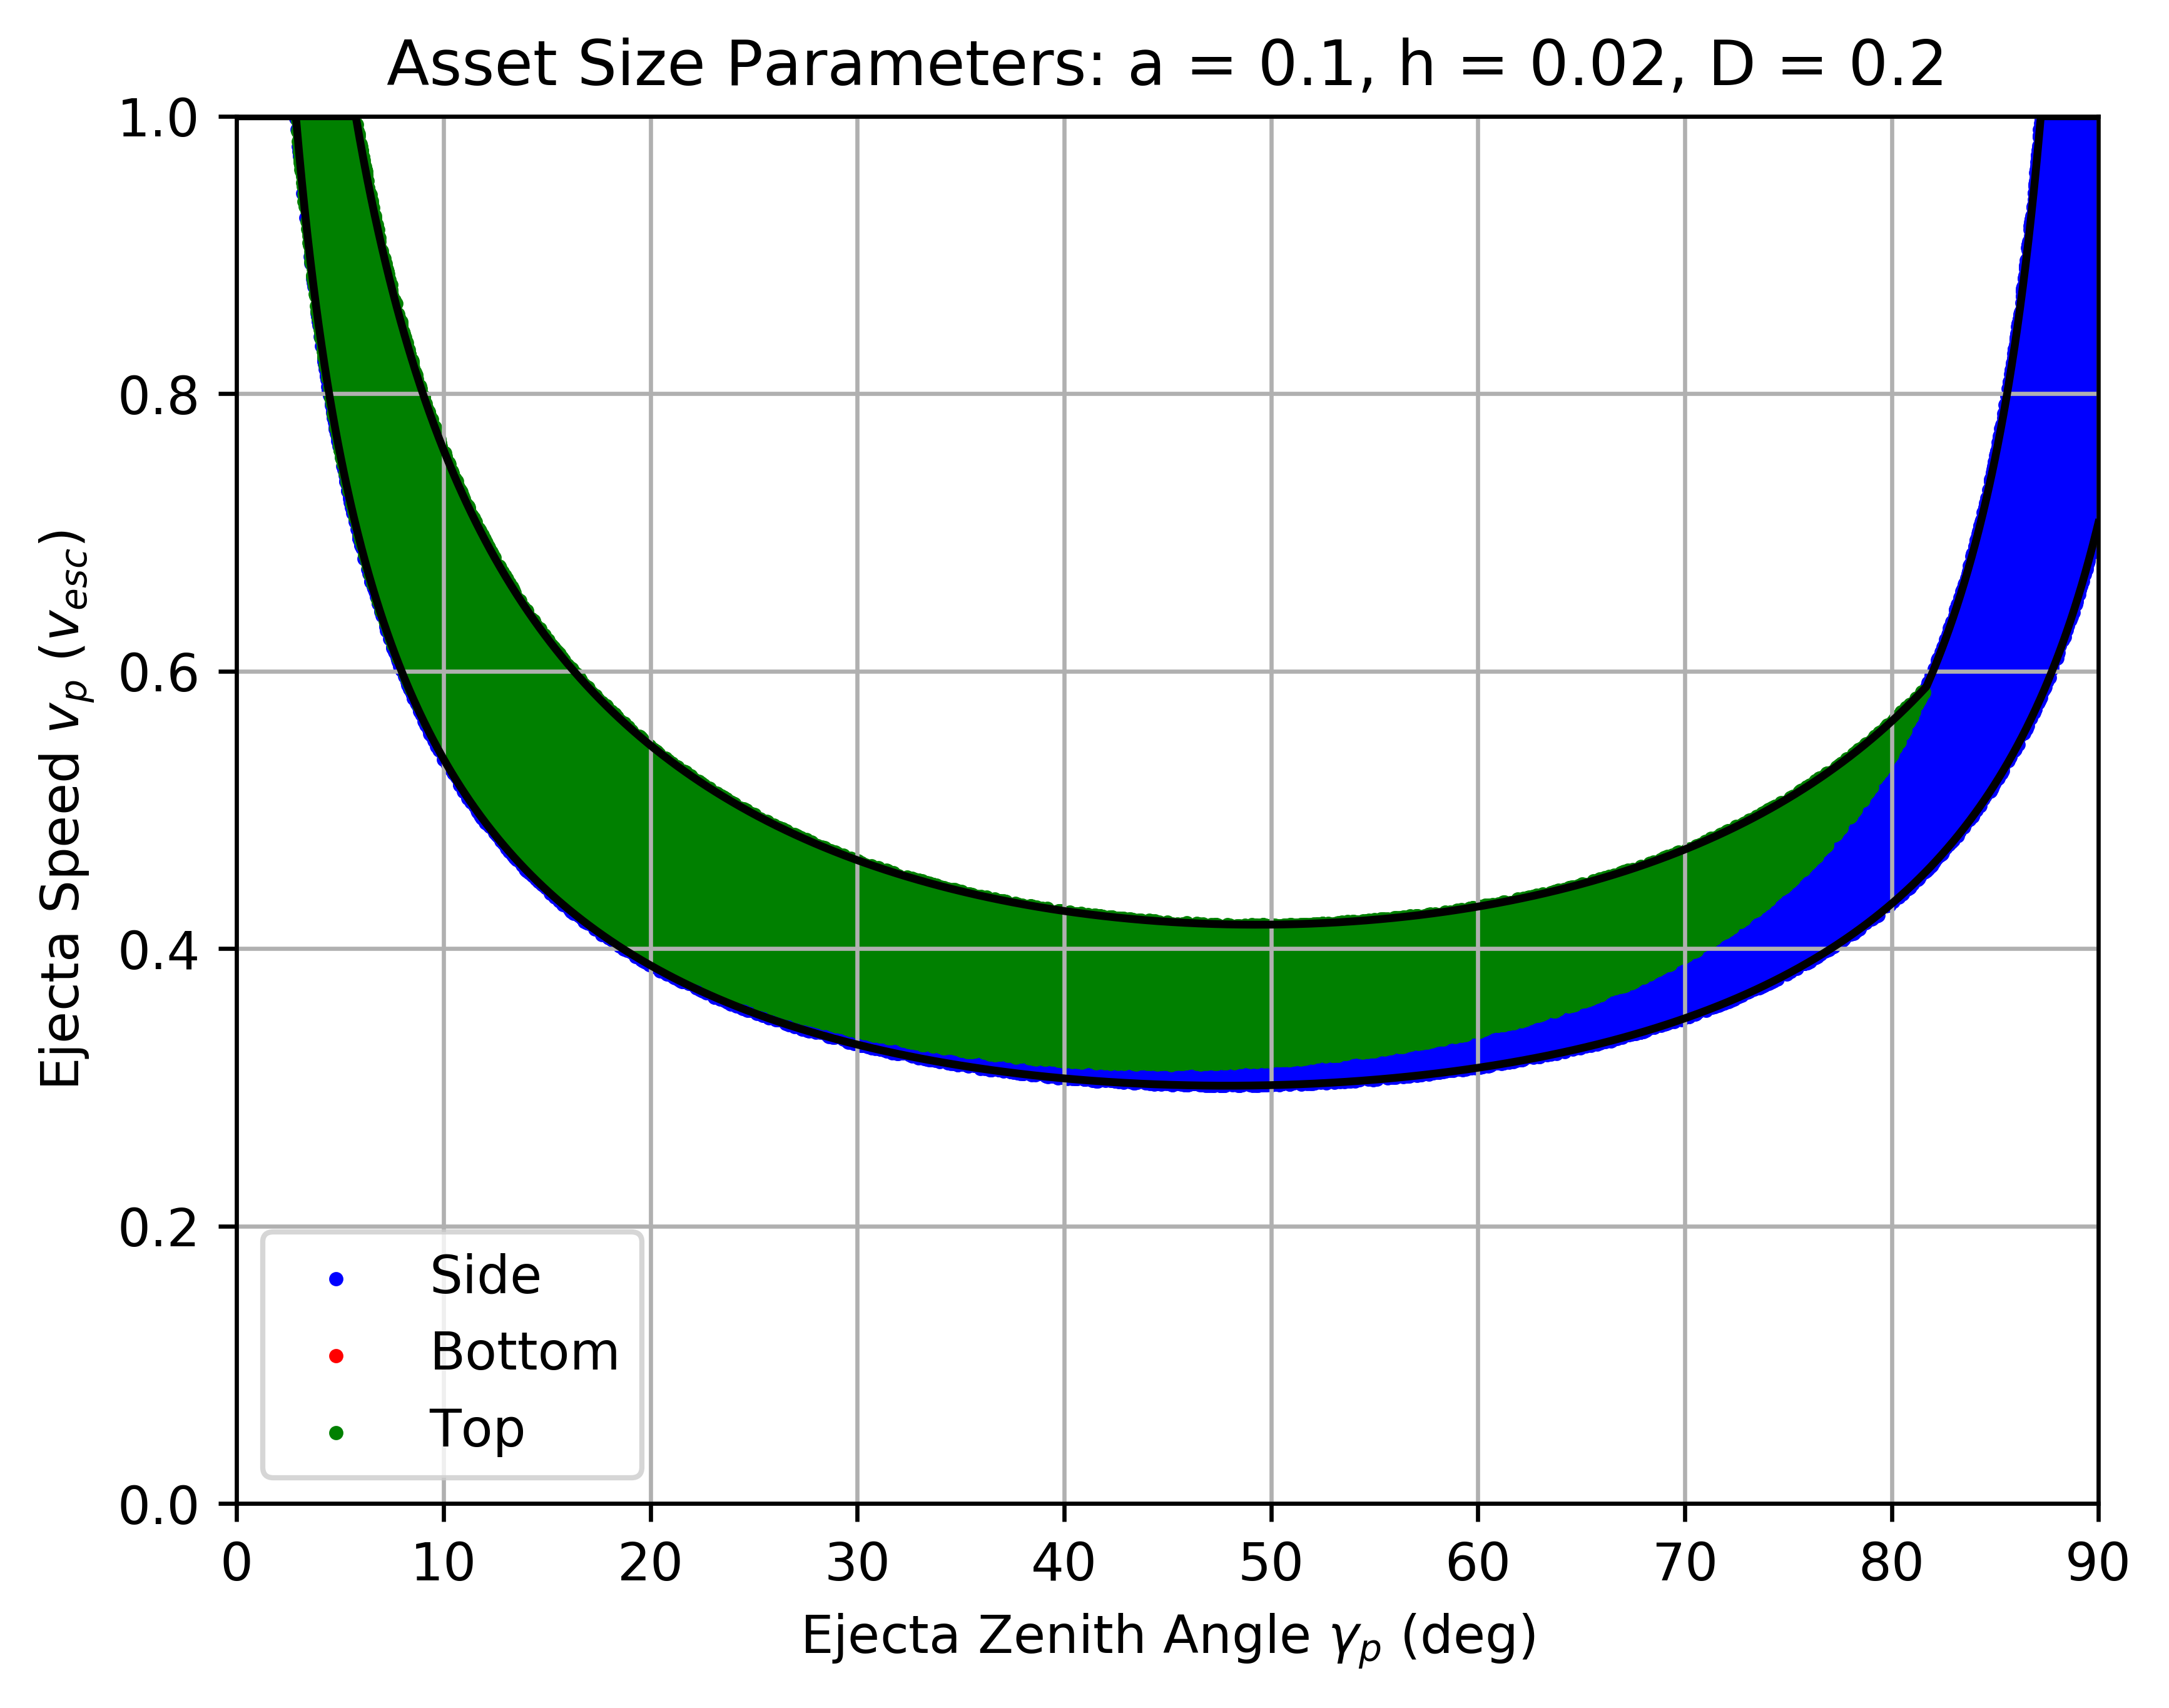 Asset Size Parameters: a = 0.1, h = 0.02, D = 0.2
1.0
0.8
0.6
0.4
0.2
0.0
Ejecta Speed v_p (v_esc)
Side
Bottom
Top
0 10 20 30 40 50 60 70 80 90
Ejecta Zenith Angle γ_p (deg)